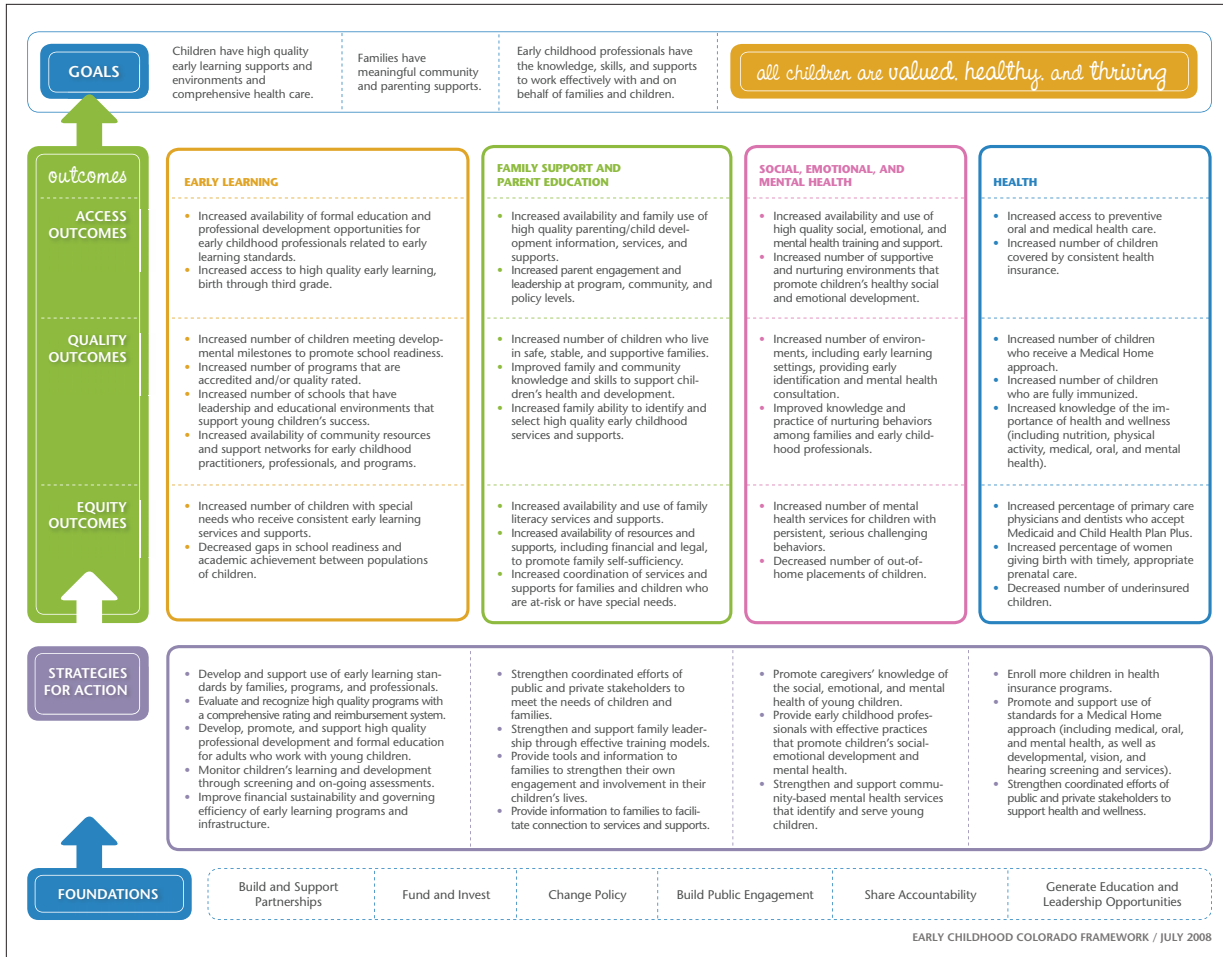 GOALS
Children have high quality
early learning supports and
environments and
comprehensive health care.
Families have
meaningful community
and parenting supports.
Early childhood professionals have
the knowledge, skills, and supports
to work effectively with and on
behalf of families and children.
all children are valued, healthy, and thriving
outcomes
EARLY LEARNING
FAMILY SUPPORT AND
PARENT EDUCATION
SOCIAL, EMOTIONAL, AND
MENTAL HEALTH
HEALTH
ACCESS
OUTCOMES
• Increased availability of formal education and
professional development opportunities for
early childhood professionals related to early
learning standards.
• Increased access to high quality early learning,
birth through third grade.
• Increased availability and family use of
high quality parenting/child devel-
opment information, services, and
supports.
• Increased parent engagement and
leadership at program, community, and
policy levels.
• Increased availability and use of
high quality social, emotional, and
mental health training and support.
• Increased number of supportive
and nurturing environments that
promote children's healthy social
and emotional development.
• Increased access to preventive
oral and medical health care.
• Increased number of children
covered by consistent health
insurance.
QUALITY
OUTCOMES
• Increased number of children meeting develop-
mental milestones to promote school readiness.
• Increased number of programs that are
accredited and/or quality rated.
• Increased number of schools that have
leadership and educational environments that
support young children's success.
• Increased availability of community resources
and support networks for early childhood
practitioners, professionals, and programs.
• Increased number of children who live
in safe, stable, and supportive families.
• Improved family and community
knowledge and skills to support chil-
dren's health and development.
• Increased family ability to identify and
select high quality early childhood
services and supports.
• Increased number of environ-
ments, including early learning
settings, providing early
identification and mental health
consultation.
• Improved knowledge and
practice of nurturing behaviors
among families and early child-
hood professionals.
• Increased number of children
who receive a Medical Home
approach.
• Increased number of children
who are fully immunized.
• Increased knowledge of the im-
portance of health and wellness
(including nutrition, physical
activity, medical, oral, and mental
health).
EQUITY
OUTCOMES
• Increased number of children with special
needs who receive consistent early learning
services and supports.
• Decreased gaps in school readiness and
academic achievement between populations
of children.
• Increased availability and use of family
literacy services and supports.
• Increased availability of resources and
supports, including financial and legal,
to promote family self-sufficiency.
• Increased coordination of services and
supports for families and children who
are at-risk or have special needs.
• Increased number of mental
health services for children with
persistent, serious challenging
behaviors.
• Decreased number of out-of-
home placements of children.
• Increased percentage of primary care
physicians and dentists who accept
Medicaid and Child Health Plan Plus.
• Increased percentage of women
giving birth with timely, appropriate
prenatal care.
• Decreased number of underinsured
children.
STRATEGIES
FOR ACTION
• Develop and support use of early learning stan-
dards by families, programs, and professionals.
• Evaluate and recognize high quality programs with
a comprehensive rating and reimbursement system.
• Develop, promote, and support high quality
professional development and formal education
for adults who work with young children.
• Monitor children's learning and development
through screening and on-going assessments.
• Improve financial sustainability and governing
efficiency of early learning programs and
infrastructure.
• Strengthen coordinated efforts of
public and private stakeholders to
meet the needs of children and
families.
• Strengthen and support family leader-
ship through effective training models.
• Provide tools and information to
families to strengthen their own
engagement and involvement in their
children's lives.
• Provide information to families to facili-
tate connection to services and supports.
• Promote caregivers' knowledge of
the social, emotional, and mental
health of young children.
• Provide early childhood profes-
sionals with effective practices
that promote children's social-
emotional development and
mental health.
• Strengthen and support commu-
nity-based mental health services
that identify and serve young
children.
• Enroll more children in health
insurance programs.
• Promote and support use of
standards for a Medical Home
approach (including medical, oral,
and mental health, as well as
developmental, vision, and
hearing screening and services).
• Strengthen coordinated efforts of
public and private stakeholders to
support health and wellness.
FOUNDATIONS
Build and Support
Partnerships
Fund and Invest
Change Policy
Build Public Engagement
Share Accountability
Generate Education and
Leadership Opportunities
EARLY CHILDHOOD COLORADO FRAMEWORK / JULY 2008